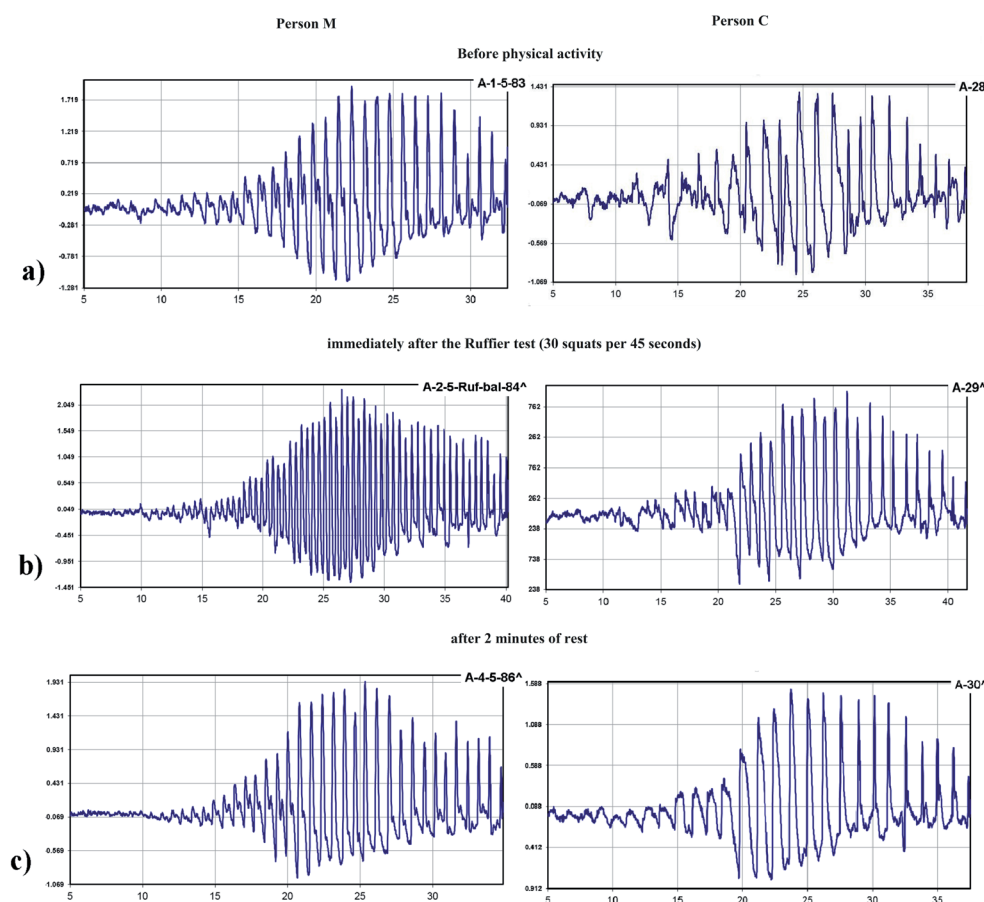 Person M
Person C
Before physical activity
A-1-5-83
1.719
1.219
0.719
0.219
-0.281
-0.781
-1.281
5 10 15 20 25 30
A-28
1.431
0.931
0.431
-0.069
-0.569
-1.069
5 10 15 20 25 30 35
a)
immediately after the Ruffier test (30 squats per 45 seconds)
A-2-5-Ruf-bal-84^
2.049
1.549
1.049
0.549
0.049
-0.451
-0.951
-1.451
5 10 15 20 25 30 35 40
A-29^
762
262
762
262
238
738
238
5 10 15 20 25 30 35 40
b)
after 2 minutes of rest
A-4-5-86^
1.931
1.431
0.931
0.431
0.069
0.569
1.069
5 10 15 20 25 30
A-30^
1.588
1.088
0.588
0.088
0.412
0.912
5 10 15 20 25 30 35
c)